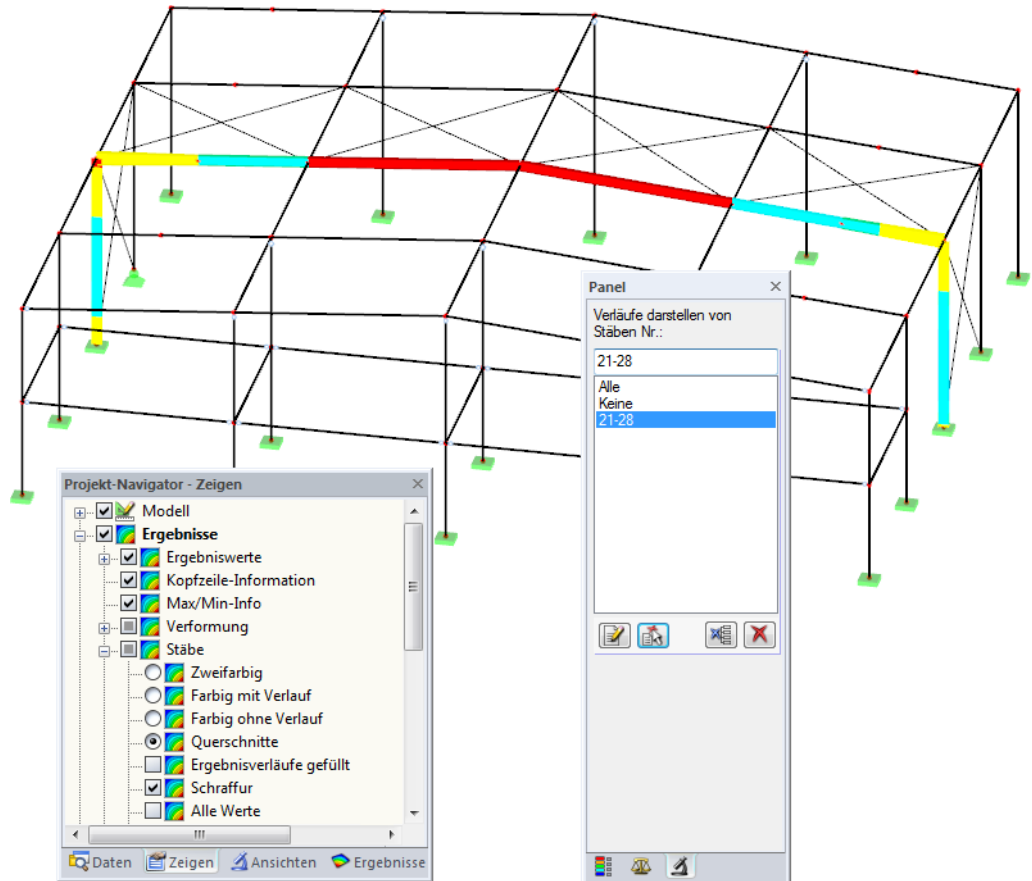 Panel
Verläufe darstellen von
Stäben Nr.:
21-28
Alle
Keine
21-28
Projekt-Navigator - Zeigen
Modell
Ergebnisse
Ergebniswerte
Kopfzeile-Information
Max/Min-Info
Verformung
Stäbe
Zweifarbig
Farbig mit Verlauf
Farbig ohne Verlauf
Querschnitte
Ergebnisverläufe gefüllt
Schraffur
Alle Werte
Daten Zeigen Ansichten Ergebnisse